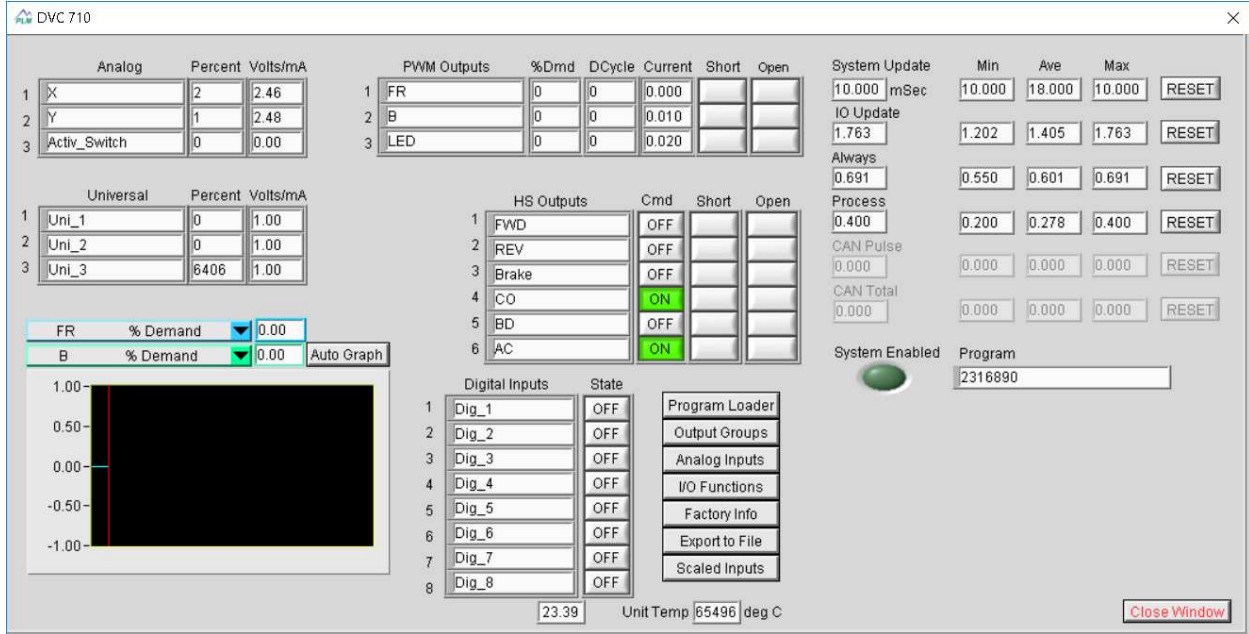 PLM DVC 710
Analog Percent Volts/mA
1 X 2 2.46
2 Y 1 2.48
3 Activ_Switch 0 0.00
Universal Percent Volts/mA
1 Uni_1 0 1.00
2 Uni_2 0 1.00
3 Uni_3 6406 1.00
FR % Demand 0.00
B % Demand 0.00 Auto Graph
1.00
0.50
0.00
-0.50
-1.00
PWM Outputs %Dmd DCycle Current Short Open
1 FR 0 0 0.000
2 B 0 0 0.010
3 LED 0 0 0.020
HS Outputs Cmd Short Open
1 FWD OFF
2 REV OFF
3 Brake OFF
4 CO ON
5 BD OFF
6 AC ON
Digital Inputs State
1 Dig_1 OFF
2 Dig_2 OFF
3 Dig_3 OFF
4 Dig_4 OFF
5 Dig_5 OFF
6 Dig_6 OFF
7 Dig_7 OFF
8 Dig_8 OFF
23.39 Unit Temp 65496 deg C
Program Loader
Output Groups
Analog Inputs
I/O Functions
Factory Info
Export to File
Scaled Inputs
System Update Min Ave Max
10.000 mSec 10.000 18.000 10.000 RESET
IO Update
1.763 1.202 1.405 1.763 RESET
Always
0.691 0.550 0.601 0.691 RESET
Process
0.400 0.200 0.278 0.400 RESET
CAN Pulse
0.000 0.000 0.000 0.000 RESET
CAN Total
0.000 0.000 0.000 0.000 RESET
System Enabled Program
2316890
Close Window